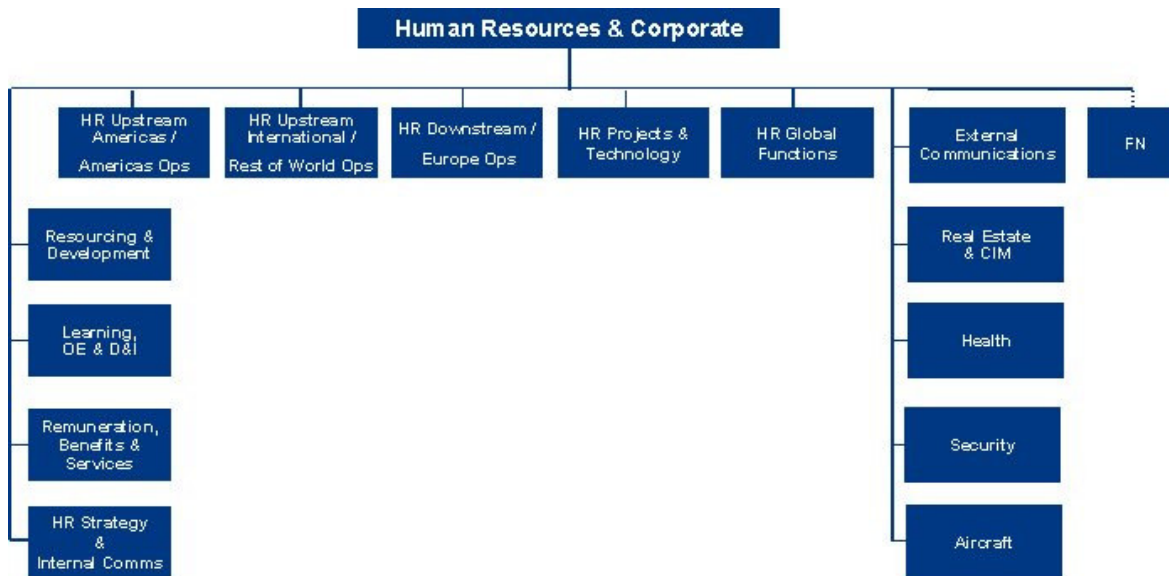 Human Resources & Corporate
HR Upstream
Americas /
Americas Ops
HR Upstream
International /
Rest of World Ops
HR Downstream /
Europe Ops
HR Projects &
Technology
HR Global
Functions
External
Communications
FN
Resourcing &
Development
Real Estate
& CIM
Learning,
OE & D&I
Health
Remuneration,
Benefits &
Services
Security
HR Strategy
&
Internal Comms
Aircraft